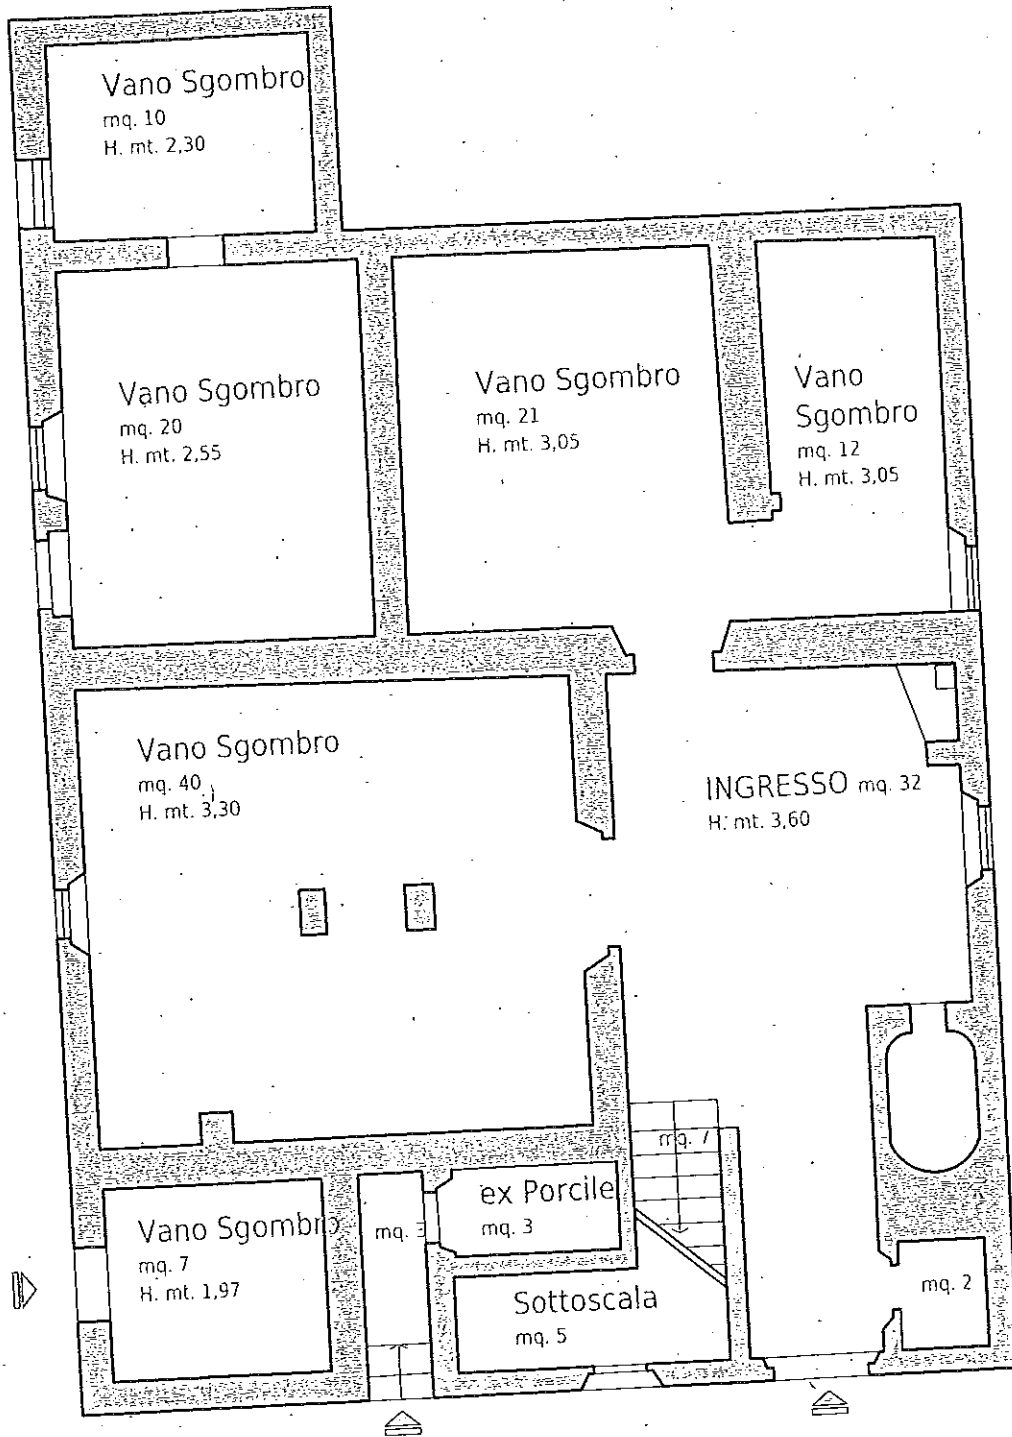 Vano Sgombro
mq. 10
H. mt. 2,30
Vano Sgombro
mq. 20
H. mt. 2,55
Vano Sgombro
mq. 21
H. mt. 3,05
Vano
Sgombro
mq. 12
H. mt. 3,05
Vano Sgombro
mq. 40
H. mt. 3,30
INGRESSO mq. 32
H. mt. 3,60
mq. 7
ex Porcile
mq. 3
mq. 3
Vano Sgombro
mq. 7
H. mt. 1,97
Sottoscala
mq. 5
mq. 2